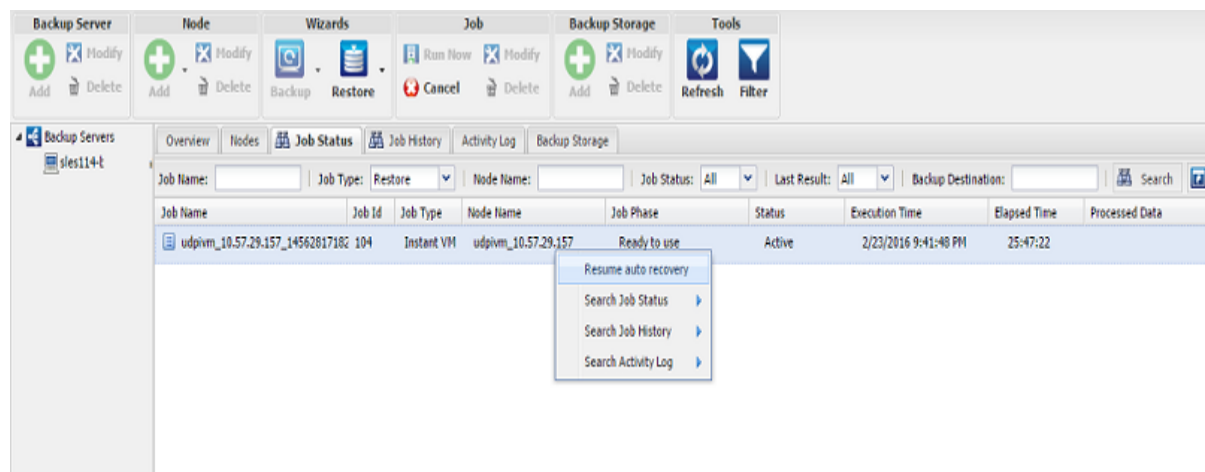 Backup Server Node Wizards Job Backup Storage Tools
Add Modify Delete Add Modify Delete Backup Restore Run Now Modify Cancel Delete Add Modify Delete Refresh Filter
Backup Servers
sles114-t
Overview Nodes Job Status Job History Activity Log Backup Storage
Job Name: Job Type: Restore Node Name: Job Status: All Last Result: All Backup Destination: Search
Job Name Job Id Job Type Node Name Job Phase Status Execution Time Elapsed Time Processed Data
udpivm_10.57.29.157_14562817182 104 Instant VM udpivm_10.57.29.157 Ready to use Active 2/23/2016 9:41:48 PM 25:47:22
Resume auto recovery
Search Job Status
Search Job History
Search Activity Log